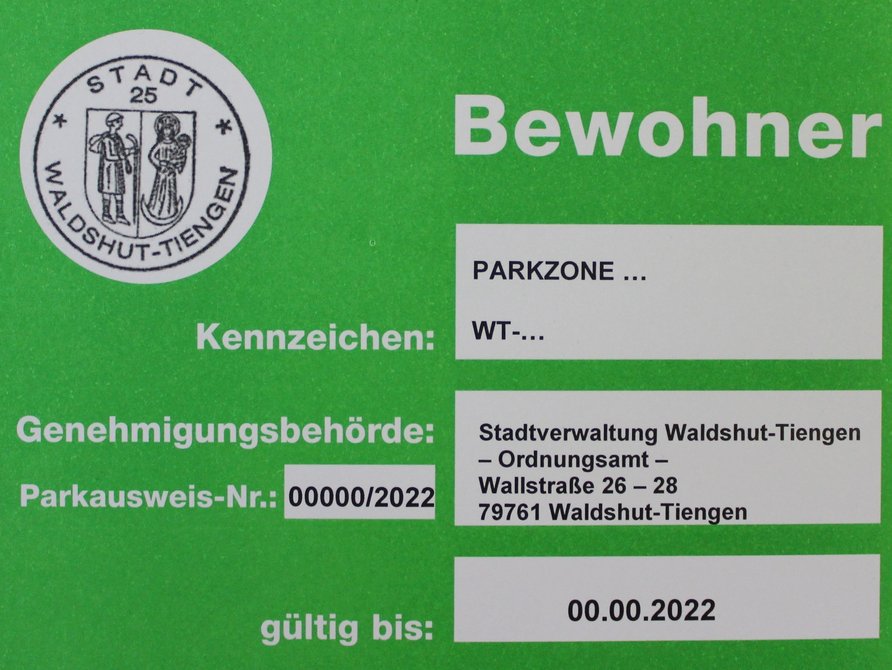 STADT
25
* WALDSHUT-TIENGEN *
Bewohner
PARKZONE ...
Kennzeichen: WT-...
Genehmigungsbehörde: Stadtverwaltung Waldshut-Tiengen
– Ordnungsamt –
Parkausweis-Nr.: 00000/2022 Wallstraße 26 – 28
79761 Waldshut-Tiengen
gültig bis: 00.00.2022